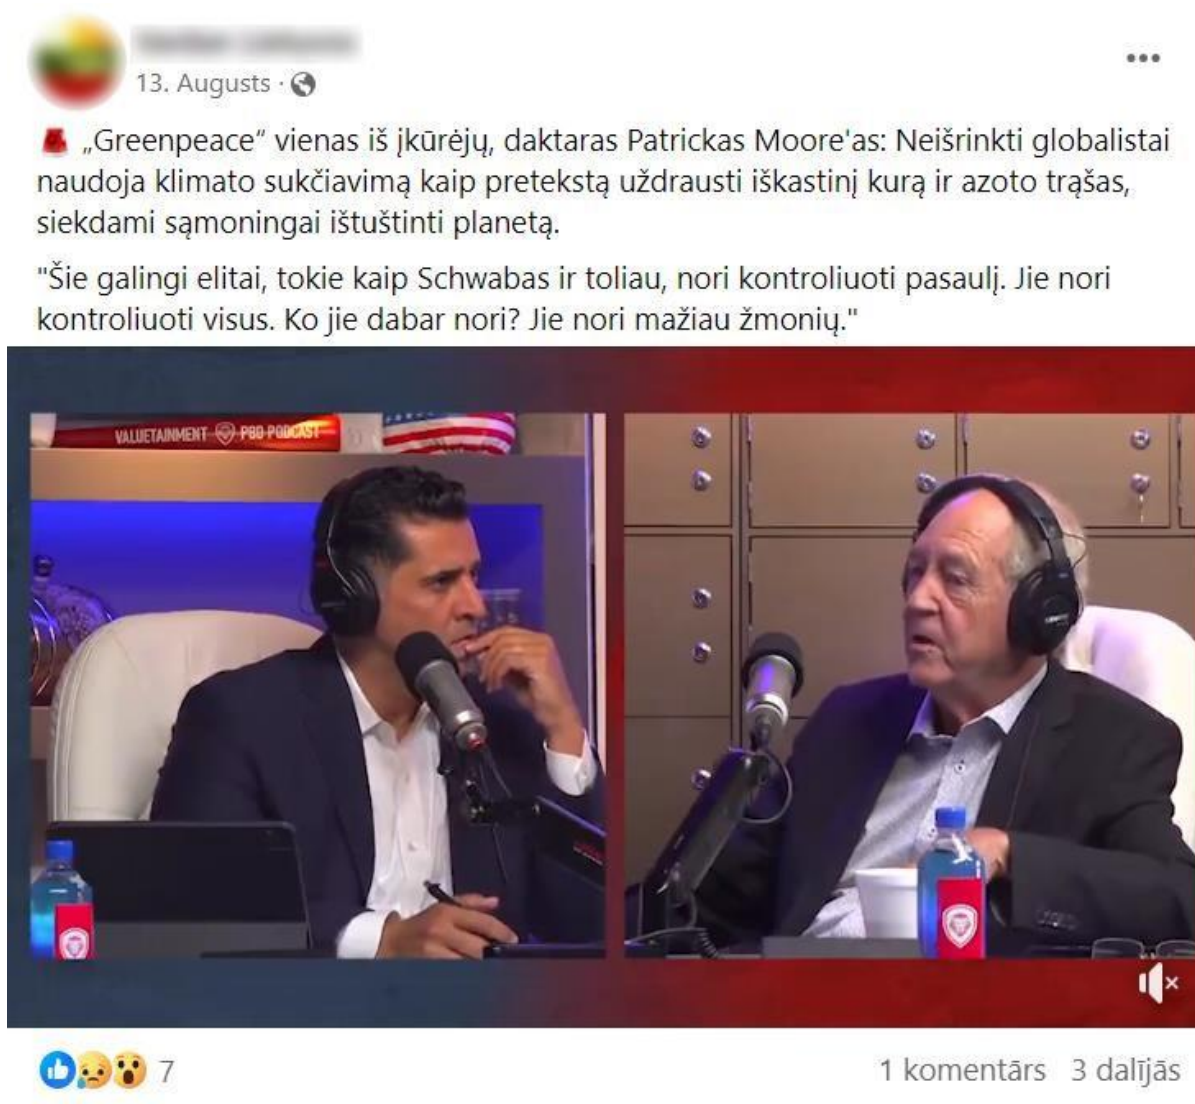 13. Augusts ·
„Greenpeace“ vienas iš įkūrėjų, daktaras Patrickas Moore'as: Neišrinkti globalistai
naudoja klimato sukčiavimą kaip pretekstą uždrausti iškastinį kurą ir azoto trąšas,
siekdami sąmoningai ištuštinti planetą.
"Šie galingi elitai, tokie kaip Schwabas ir toliau, nori kontroliuoti pasaulį. Jie nori
kontroliuoti visus. Ko jie dabar nori? Jie nori mažiau žmonių."
VALUETAINMENT PBD PODCAST
7
1 komentārs 3 dalījās